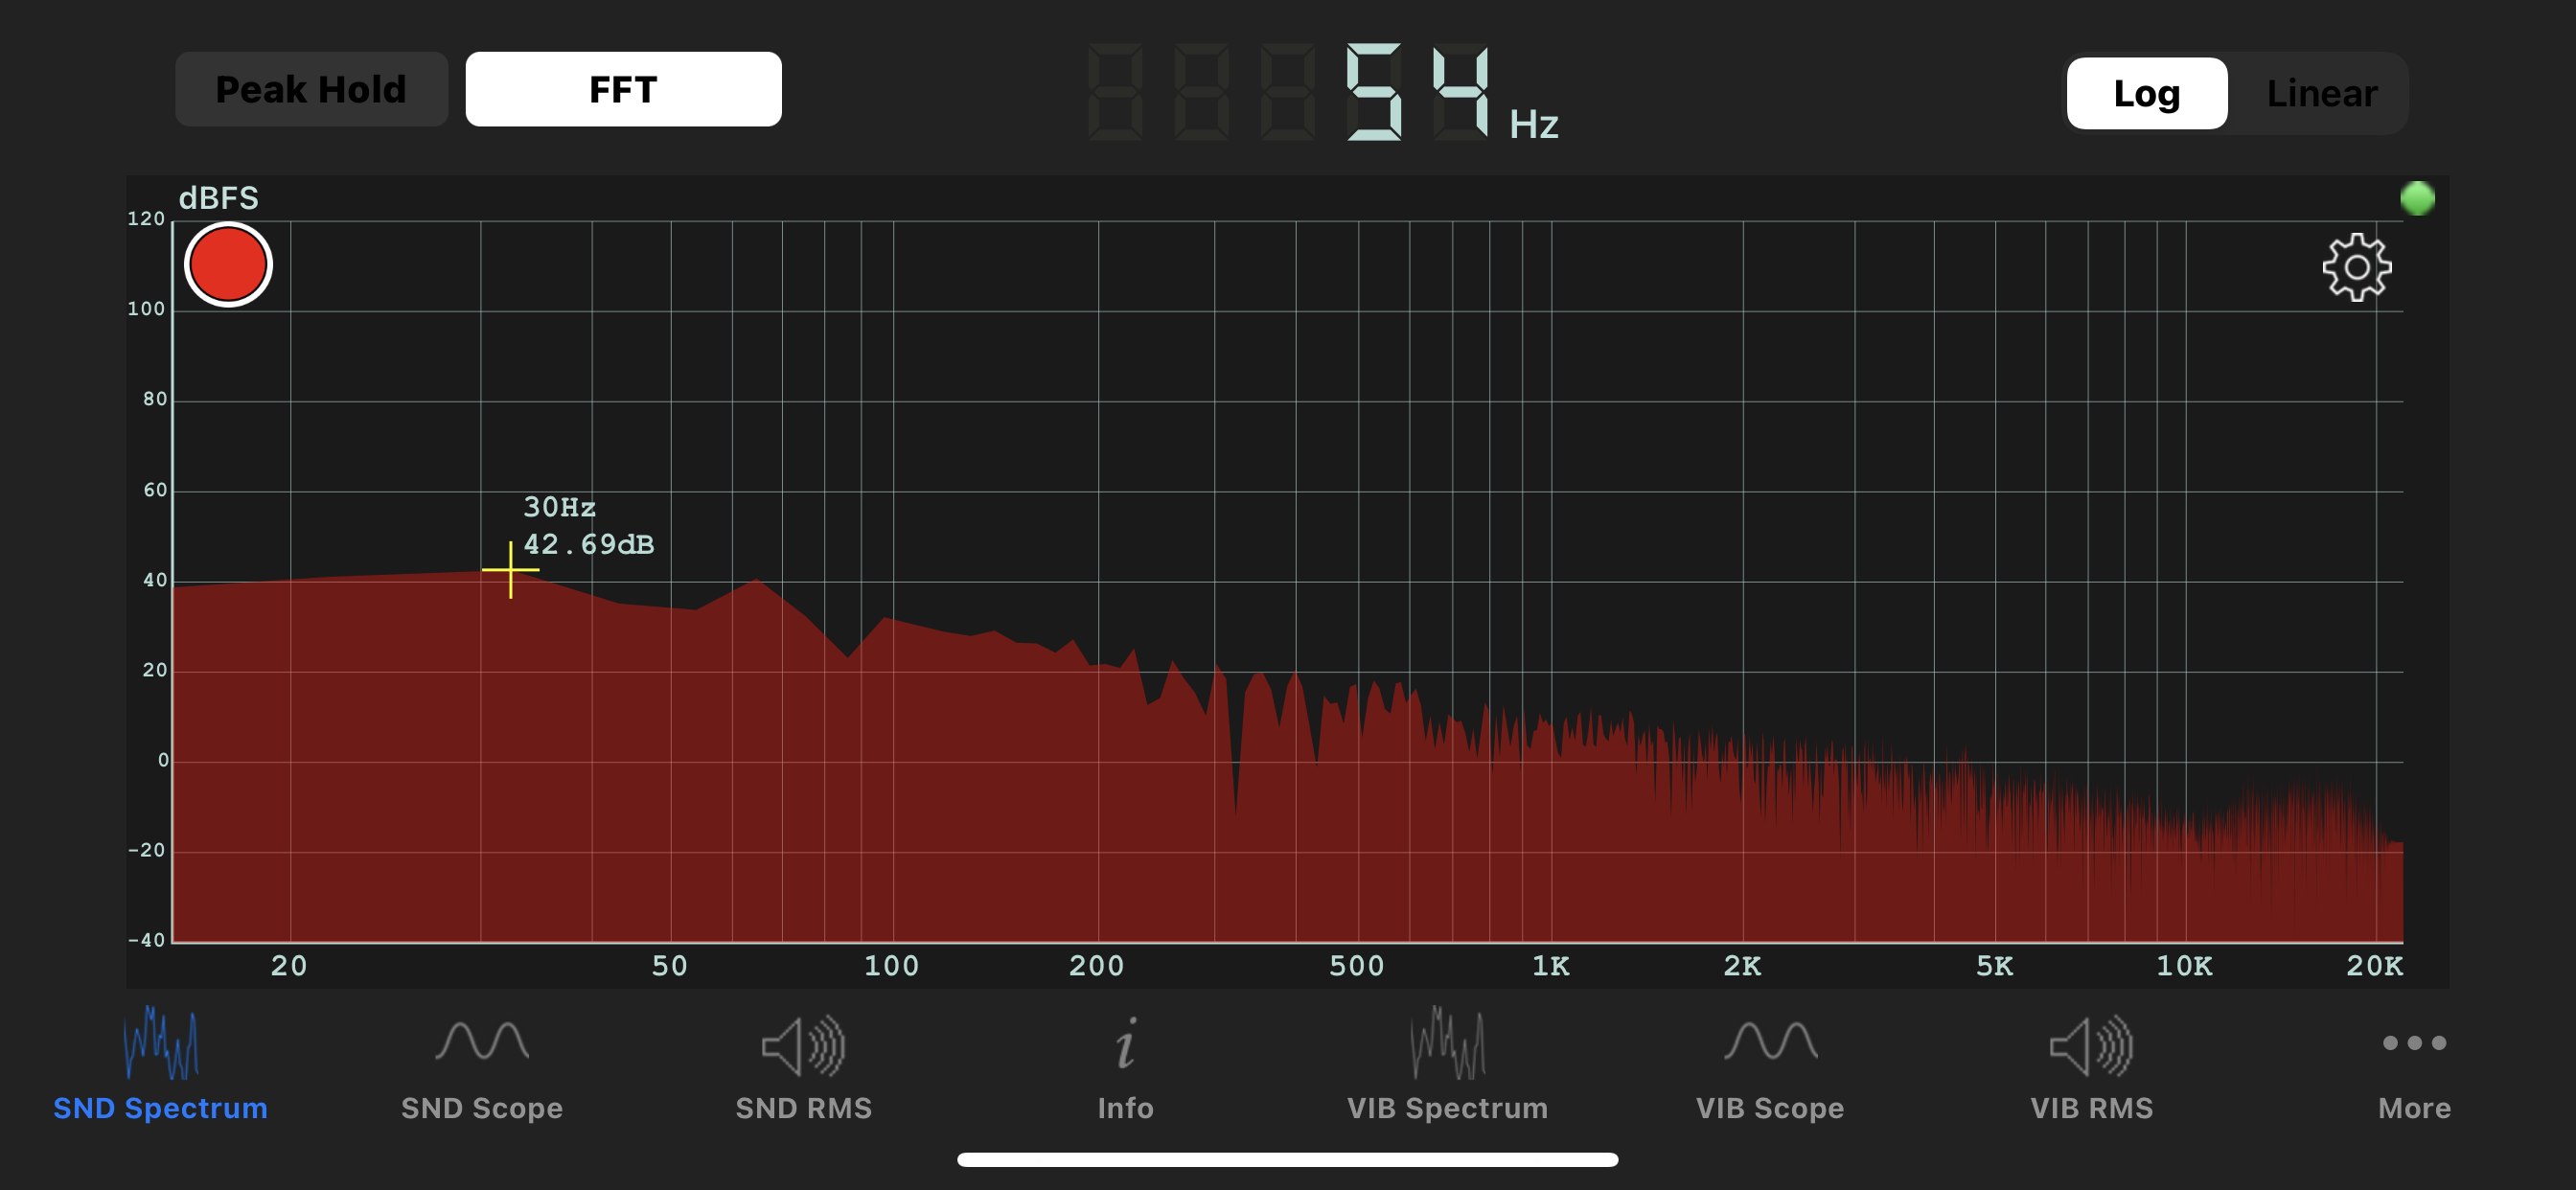 Peak Hold
FFT
54 Hz
Log
Linear
dBFS
120
100
80
60
40
20
0
-20
-40
30Hz
42.69dB
20 50 100 200 500 1K 2K 5K 10K 20K
SND Spectrum
SND Scope
SND RMS
i
Info
VIB Spectrum
VIB Scope
VIB RMS
More